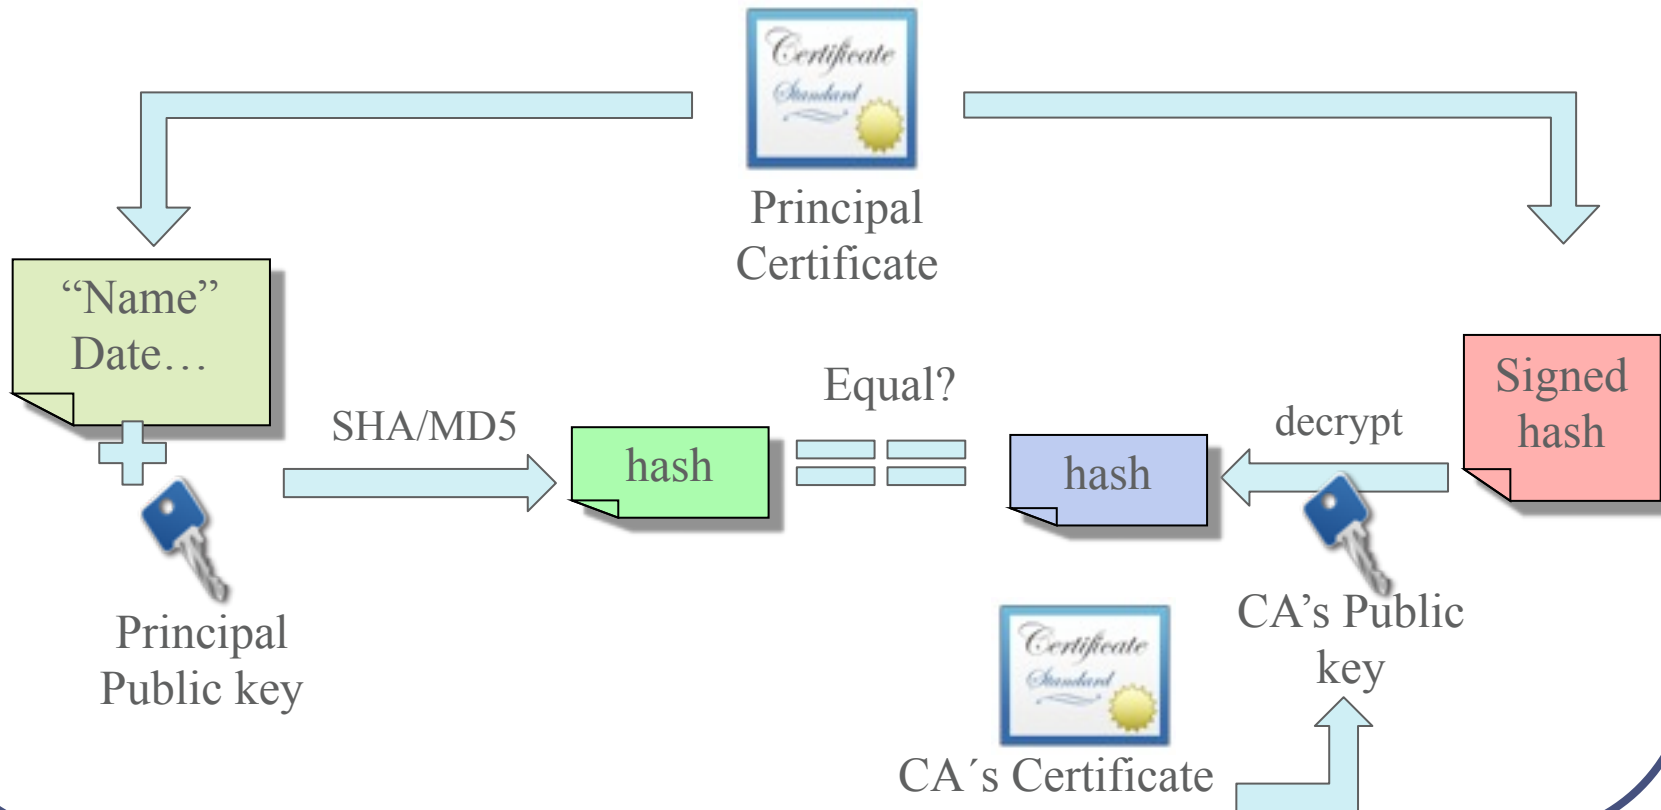 Certificate
Standard
Principal
Certificate
“Name”
Date…
Principal
Public key
SHA/MD5
hash
Equal?
hash
decrypt
Signed
hash
CA’s Public
key
Certificate
Standard
CA´s Certificate